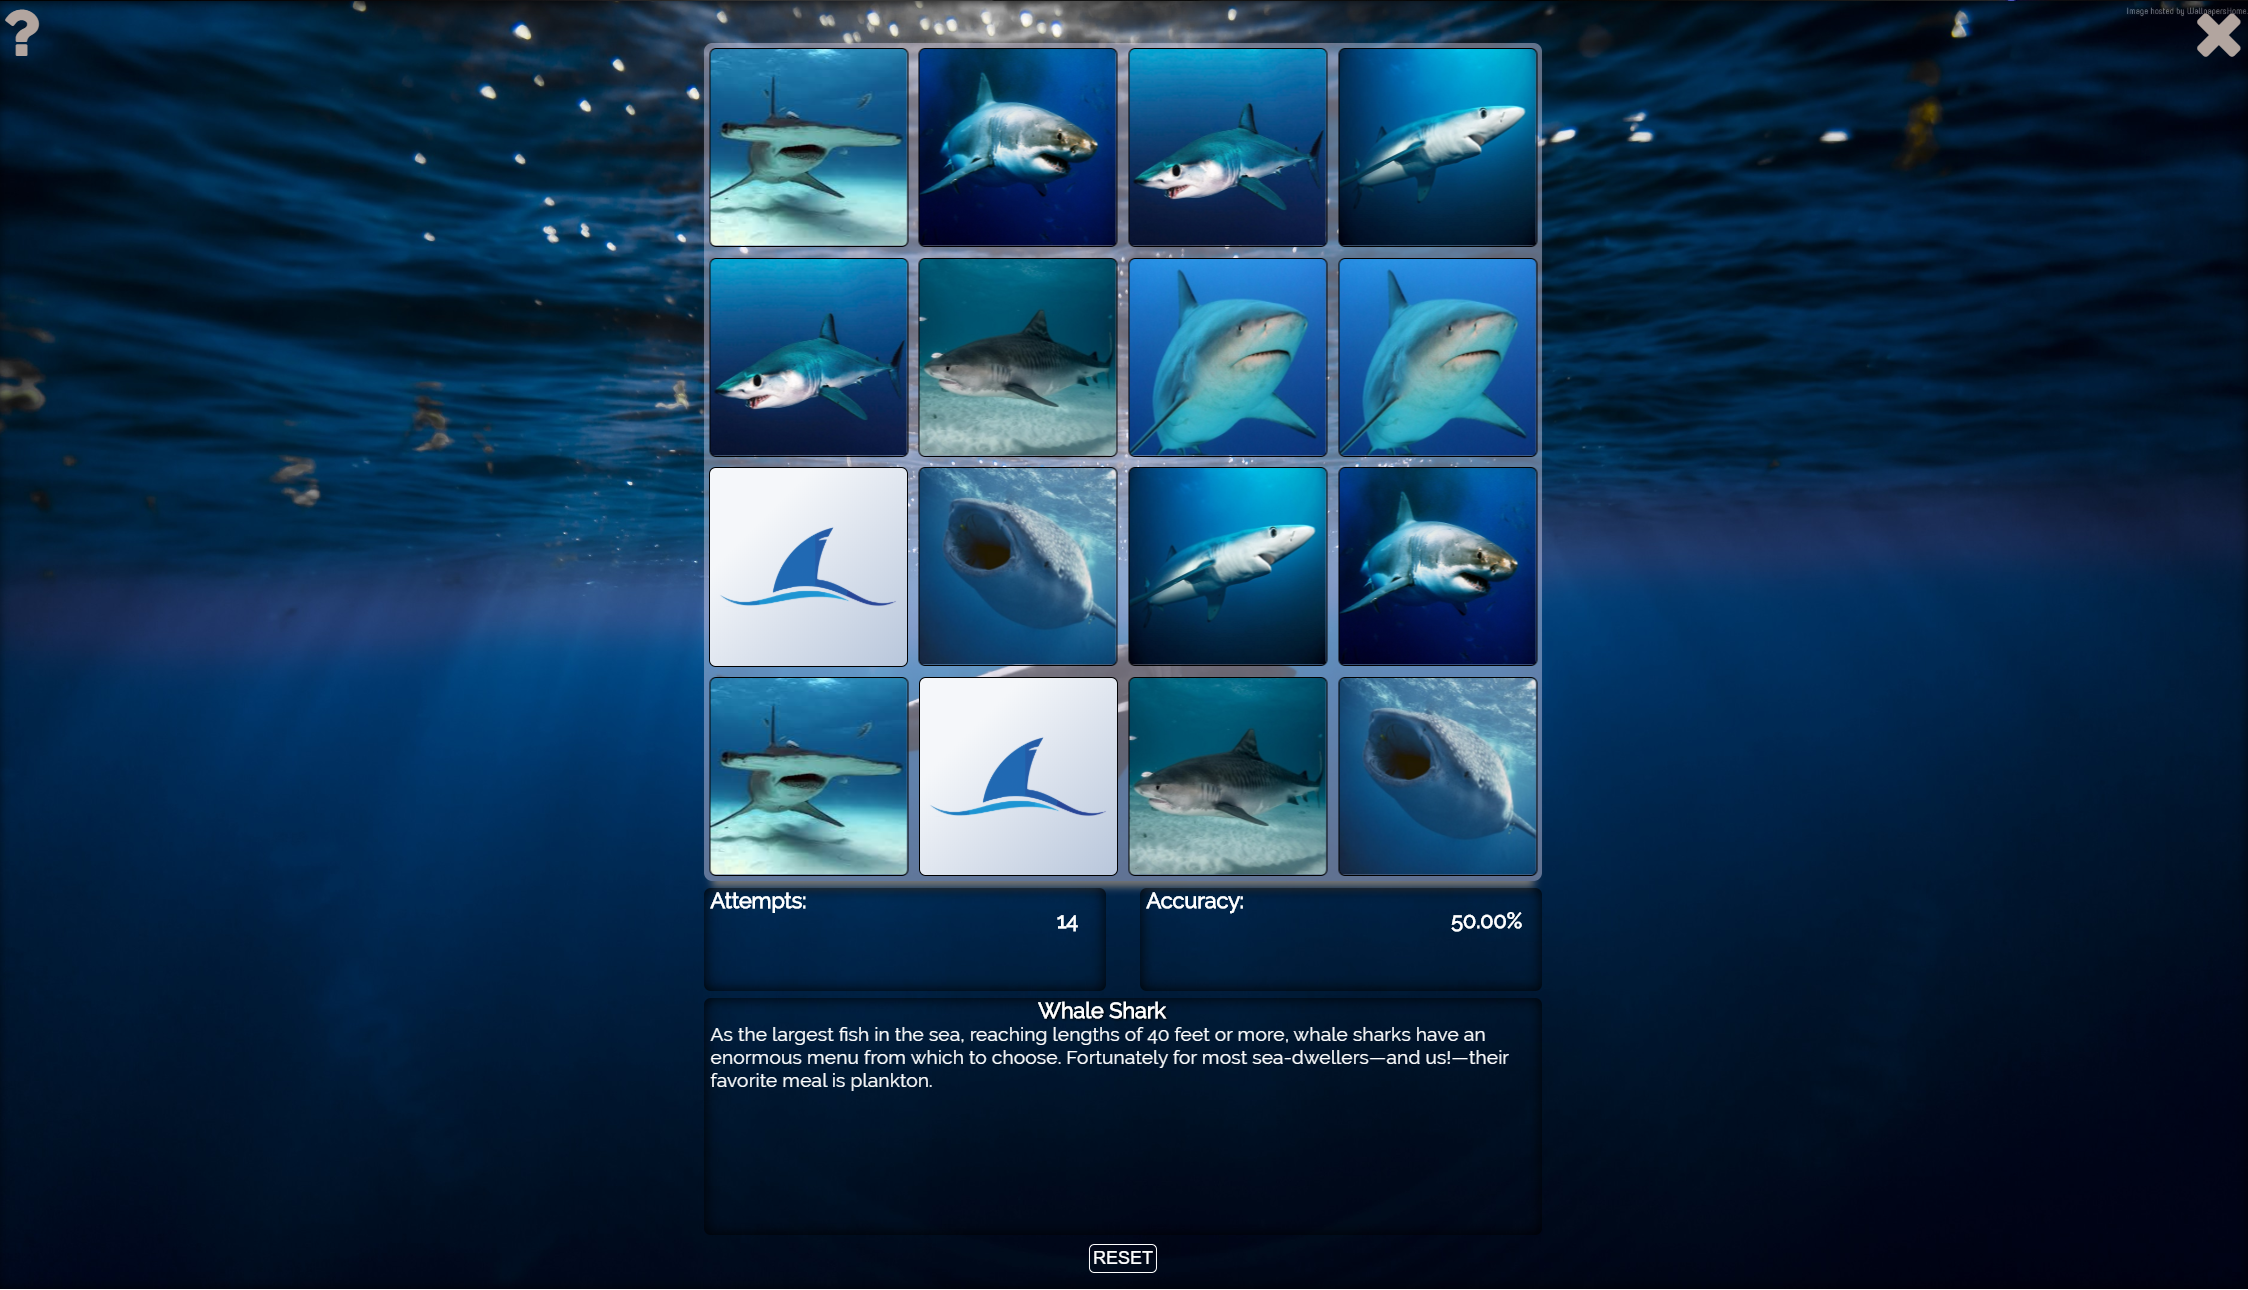 ?
Image hosted by WallpapersHome
Attempts:
14
Accuracy:
50.00%
Whale Shark
As the largest fish in the sea, reaching lengths of 40 feet or more, whale sharks have an
enormous menu from which to choose. Fortunately for most sea-dwellers—and us!—their
favorite meal is plankton.
RESET